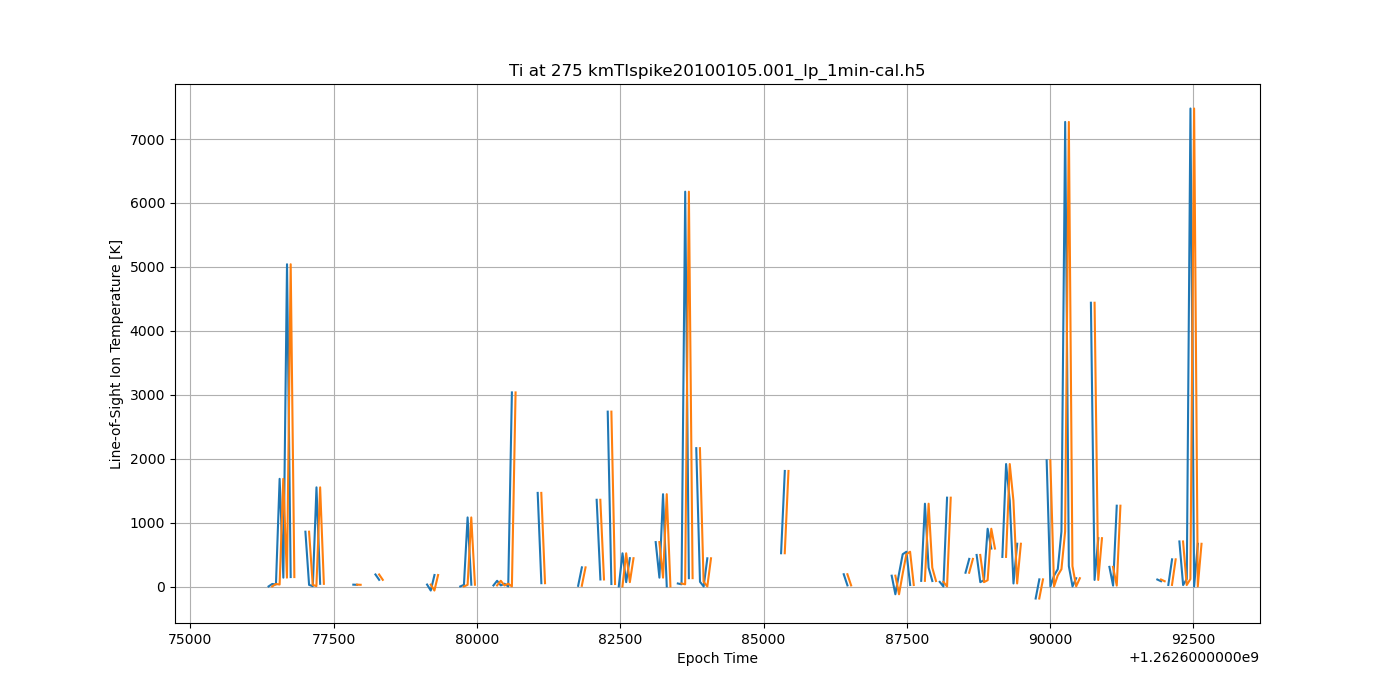 Ti at 275 kmTIspike20100105.001_lp_1min-cal.h5
7000
6000
5000
4000
3000
2000
1000
0
Line-of-Sight Ion Temperature [K]
75000 77500 80000 82500 85000 87500 90000 92500
Epoch Time
+1.2626000000e9